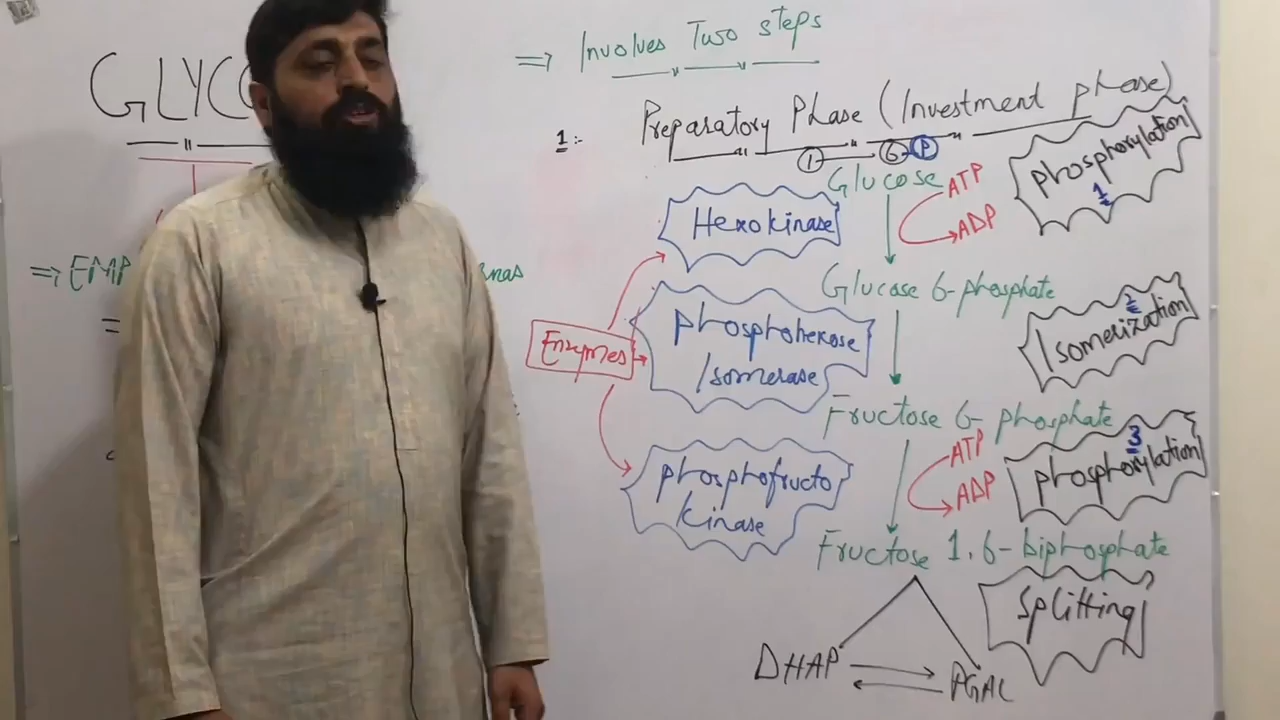 GLYCO
⇒ Involves Two steps
1:- Preparatory Phase (Investment phase)
1 6 P
Glucose
ATP
ADP
phosphorylation
1
Hexokinase
⇒ EMP
Glucose 6-phosphate
Enzymes
phosphohexose
Isomerase
2
Isomerization
Fructose 6-phosphate
ATP
ADP
3
phosphorylation
phosphofructo
kinase
Fructose 1,6-biphosphate
splitting
DHAP
PGAL